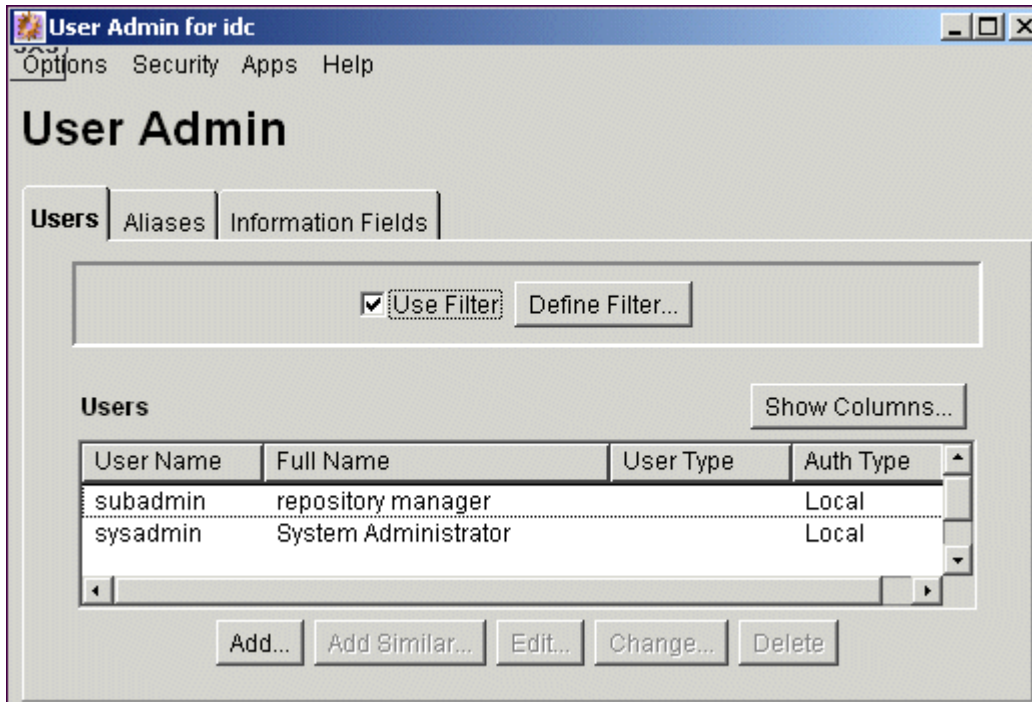 User Admin for idc
Options Security Apps Help
User Admin
Users Aliases Information Fields
Use Filter Define Filter...
Users Show Columns...
User Name Full Name User Type Auth Type
subadmin repository manager Local
sysadmin System Administrator Local
Add... Add Similar... Edit... Change... Delete